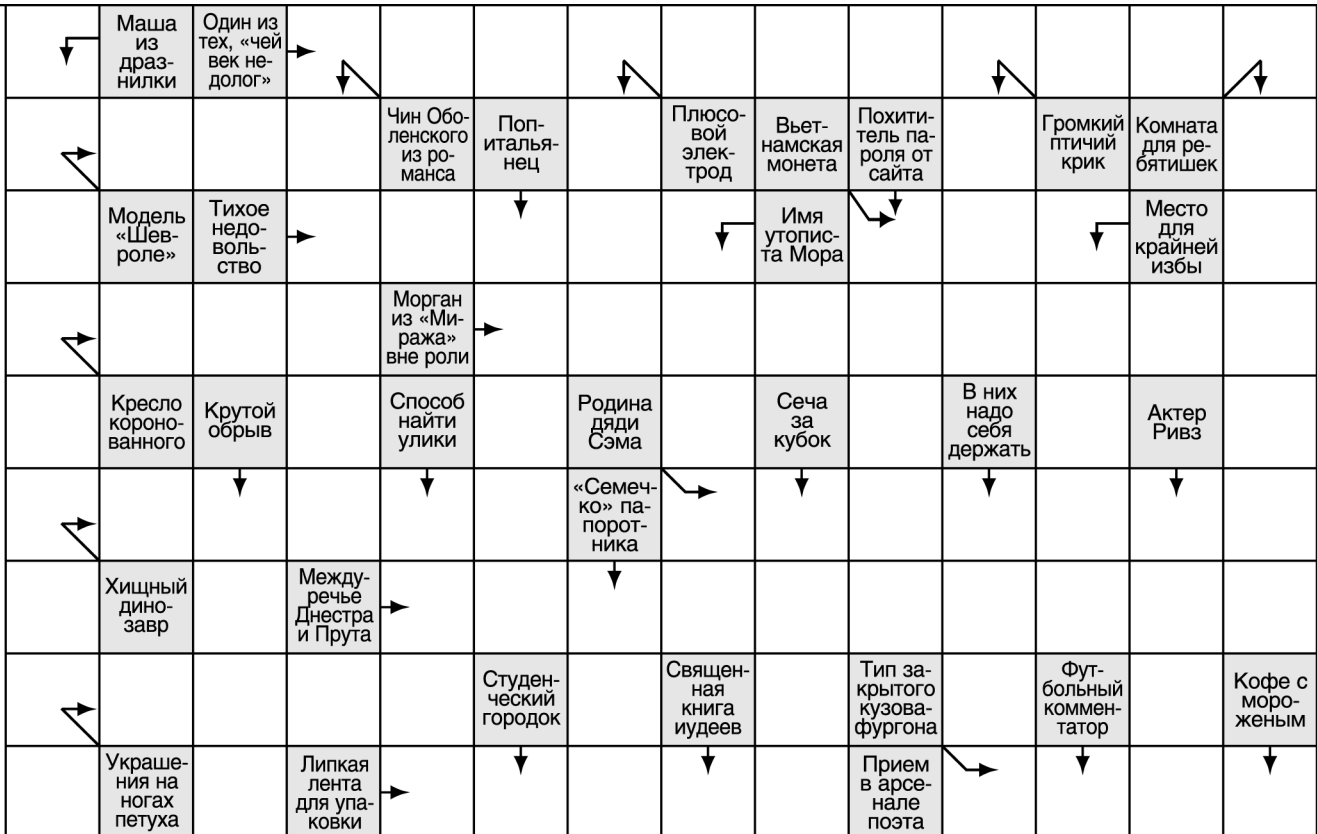 Маша
из
драз-
нилки
Один из
тех, «чей
век не-
долог»
Чин Обо-
ленского
из ро-
манса
Поп-
италья-
нец
Плюсо-
вой
элек-
трод
Вьет-
намская
монета
Похити-
тель па-
роля от
сайта
Громкий
птичий
крик
Комната
для ре-
бятишек
Модель
«Шев-
роле»
Тихое
недо-
воль-
ство
Имя
утопис-
та Мора
Место
для
крайней
избы
Морган
из «Ми-
ража»
вне роли
Кресло
короно-
ванного
Крутой
обрыв
Способ
найти
улики
Родина
дяди
Сэма
Сеча
за
кубок
В них
надо
себя
держать
Актер
Ривз
«Семеч-
ко» па-
порот-
ника
Хищный
дино-
завр
Между-
речье
Днестра
и Прута
Студен-
ческий
городок
Священ-
ная
книга
иудеев
Тип за-
крытого
кузова-
фургона
Фут-
больный
коммен-
татор
Кофе с
моро-
женым
Украше-
ния на
ногах
петуха
Липкая
лента
для упа-
ковки
Прием
в арсе-
нале
поэта